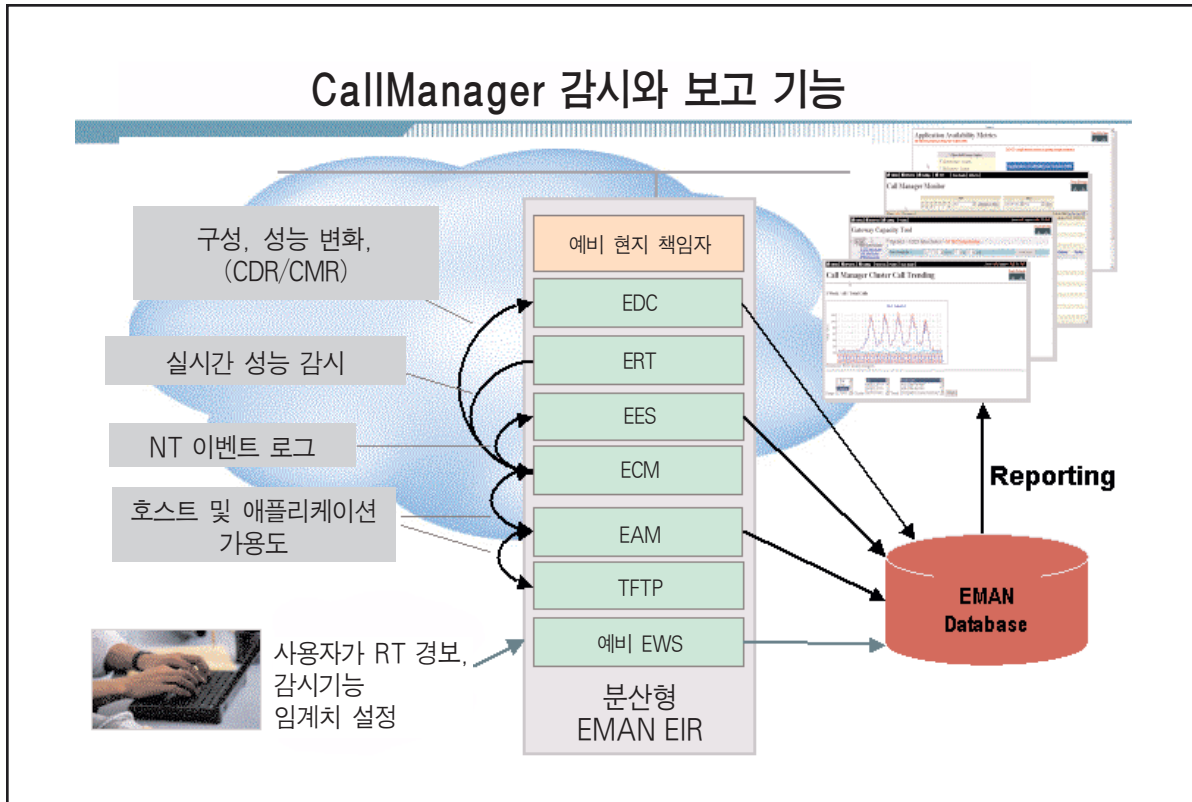 CallManager 감시와 보고 기능
구성, 성능 변화,
(CDR/CMR)
실시간 성능 감시
NT 이벤트 로그
호스트 및 애플리케이션
가용도
사용자가 RT 경보,
감시기능
임계치 설정
예비 현지 책임자
EDC
ERT
EES
ECM
EAM
TFTP
예비 EWS
분산형
EMAN EIR
Application Availability Metrics
Call Manager Monitor
Gateway Capacity Tool
Call Manager Cluster Call Trending
Reporting
EMAN
Database